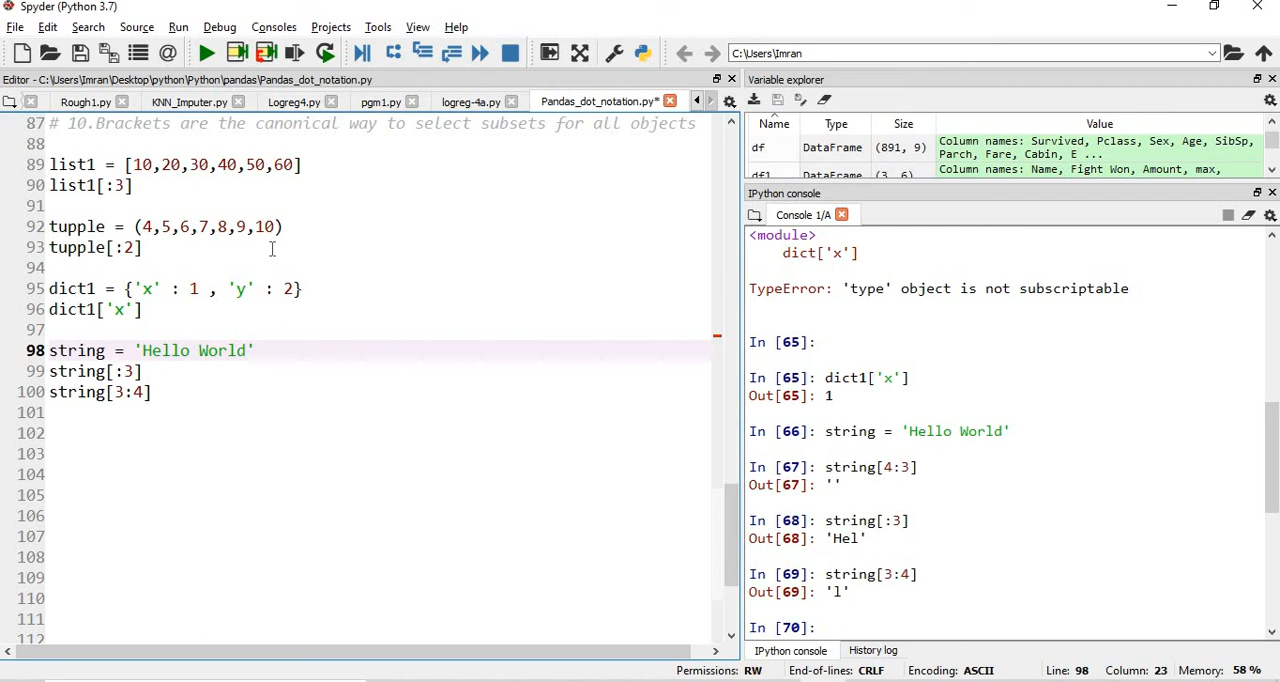 Spyder (Python 3.7)
File Edit Search Source Run Debug Consoles Projects Tools View Help
C:\Users\Imran
Editor - C:\Users\Imran\Desktop\python\Python\pandas\Pandas_dot_notation.py
Rough1.py KNN_Imputer.py Logreg4.py pgm1.py logreg-4a.py Pandas_dot_notation.py*
87 # 10.Brackets are the canonical way to select subsets for all objects
88
89 list1 = [10,20,30,40,50,60]
90 list1[:3]
91
92 tupple = (4,5,6,7,8,9,10)
93 tupple[:2]
94
95 dict1 = {'x' : 1 , 'y' : 2}
96 dict1['x']
97
98 string = 'Hello World'
99 string[:3]
100 string[3:4]
101
102
103
104
105
106
107
108
109
110
111
112
Variable explorer
Name Type Size Value
df DataFrame (891, 9) Column names: Survived, Pclass, Sex, Age, SibSp,
Parch, Fare, Cabin, E ...
df1 DataFrame (3, 6) Column names: Name, Fight Won, Amount, max,
IPython console
Console 1/A
<module>
dict['x']
TypeError: 'type' object is not subscriptable
In [65]:
In [65]: dict1['x']
Out[65]: 1
In [66]: string = 'Hello World'
In [67]: string[4:3]
Out[67]: ''
In [68]: string[:3]
Out[68]: 'Hel'
In [69]: string[3:4]
Out[69]: 'l'
In [70]:
IPython console History log
Permissions: RW End-of-lines: CRLF Encoding: ASCII Line: 98 Column: 23 Memory: 58 %